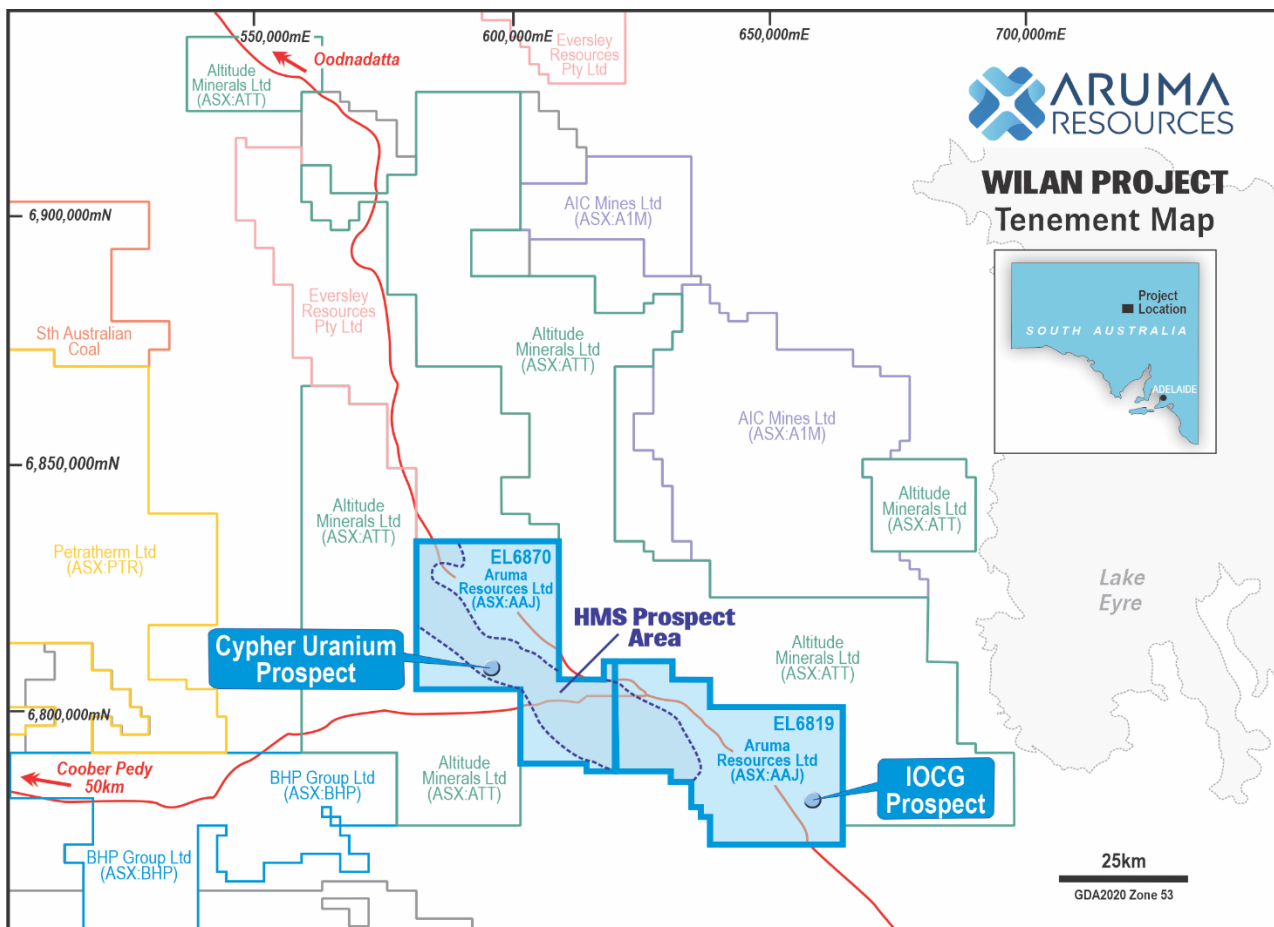 550,000mE
600,000mE
650,000mE
700,000mE
Oodnadatta
Altitude
Minerals Ltd
(ASX:ATT)
Eversley
Resources
Pty Ltd
ARUMA
RESOURCES
WILAN PROJECT
Tenement Map
Project
Location
SOUTH AUSTRALIA
ADELAIDE
6,900,000mN
AIC Mines Ltd
(ASX:A1M)
Eversley
Resources
Pty Ltd
Sth Australian
Coal
Altitude
Minerals Ltd
(ASX:ATT)
AIC Mines Ltd
(ASX:A1M)
6,850,000mN
Altitude
Minerals Ltd
(ASX:ATT)
Altitude
Minerals Ltd
(ASX:ATT)
Petratherm Ltd
(ASX:PTR)
EL6870
Aruma
Resources Ltd
(ASX:AAJ)
Lake
Eyre
HMS Prospect
Area
Cypher Uranium
Prospect
Altitude
Minerals Ltd
(ASX:ATT)
6,800,000mN
EL6819
Aruma
Resources Ltd
(ASX:AAJ)
Coober Pedy
50km
BHP Group Ltd
(ASX:BHP)
Altitude
Minerals Ltd
(ASX:ATT)
IOCG
Prospect
BHP Group Ltd
(ASX:BHP)
25km
GDA2020 Zone 53